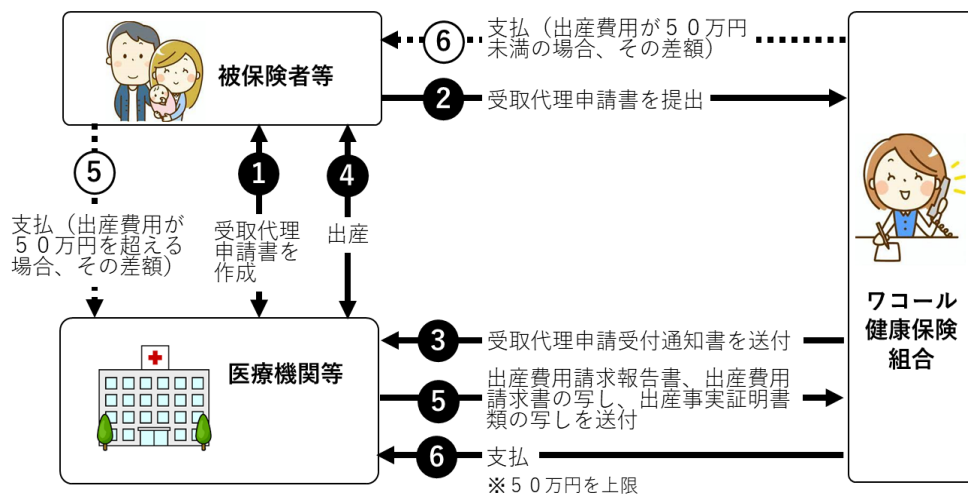 被保険者等
6
支払（出産費用が５０万円
未満の場合、その差額）
2
受取代理申請書を提出
5
支払（出産費用が
５０万円を超える
場合、その差額）
1
受取代理
申請書を
作成
4
出産
ワコール
健康保険
組合
医療機関等
3
受取代理申請受付通知書を送付
5
出産費用請求報告書、出産費用
請求書の写し、出産事実証明書
類の写しを送付
6
支払
※５０万円を上限